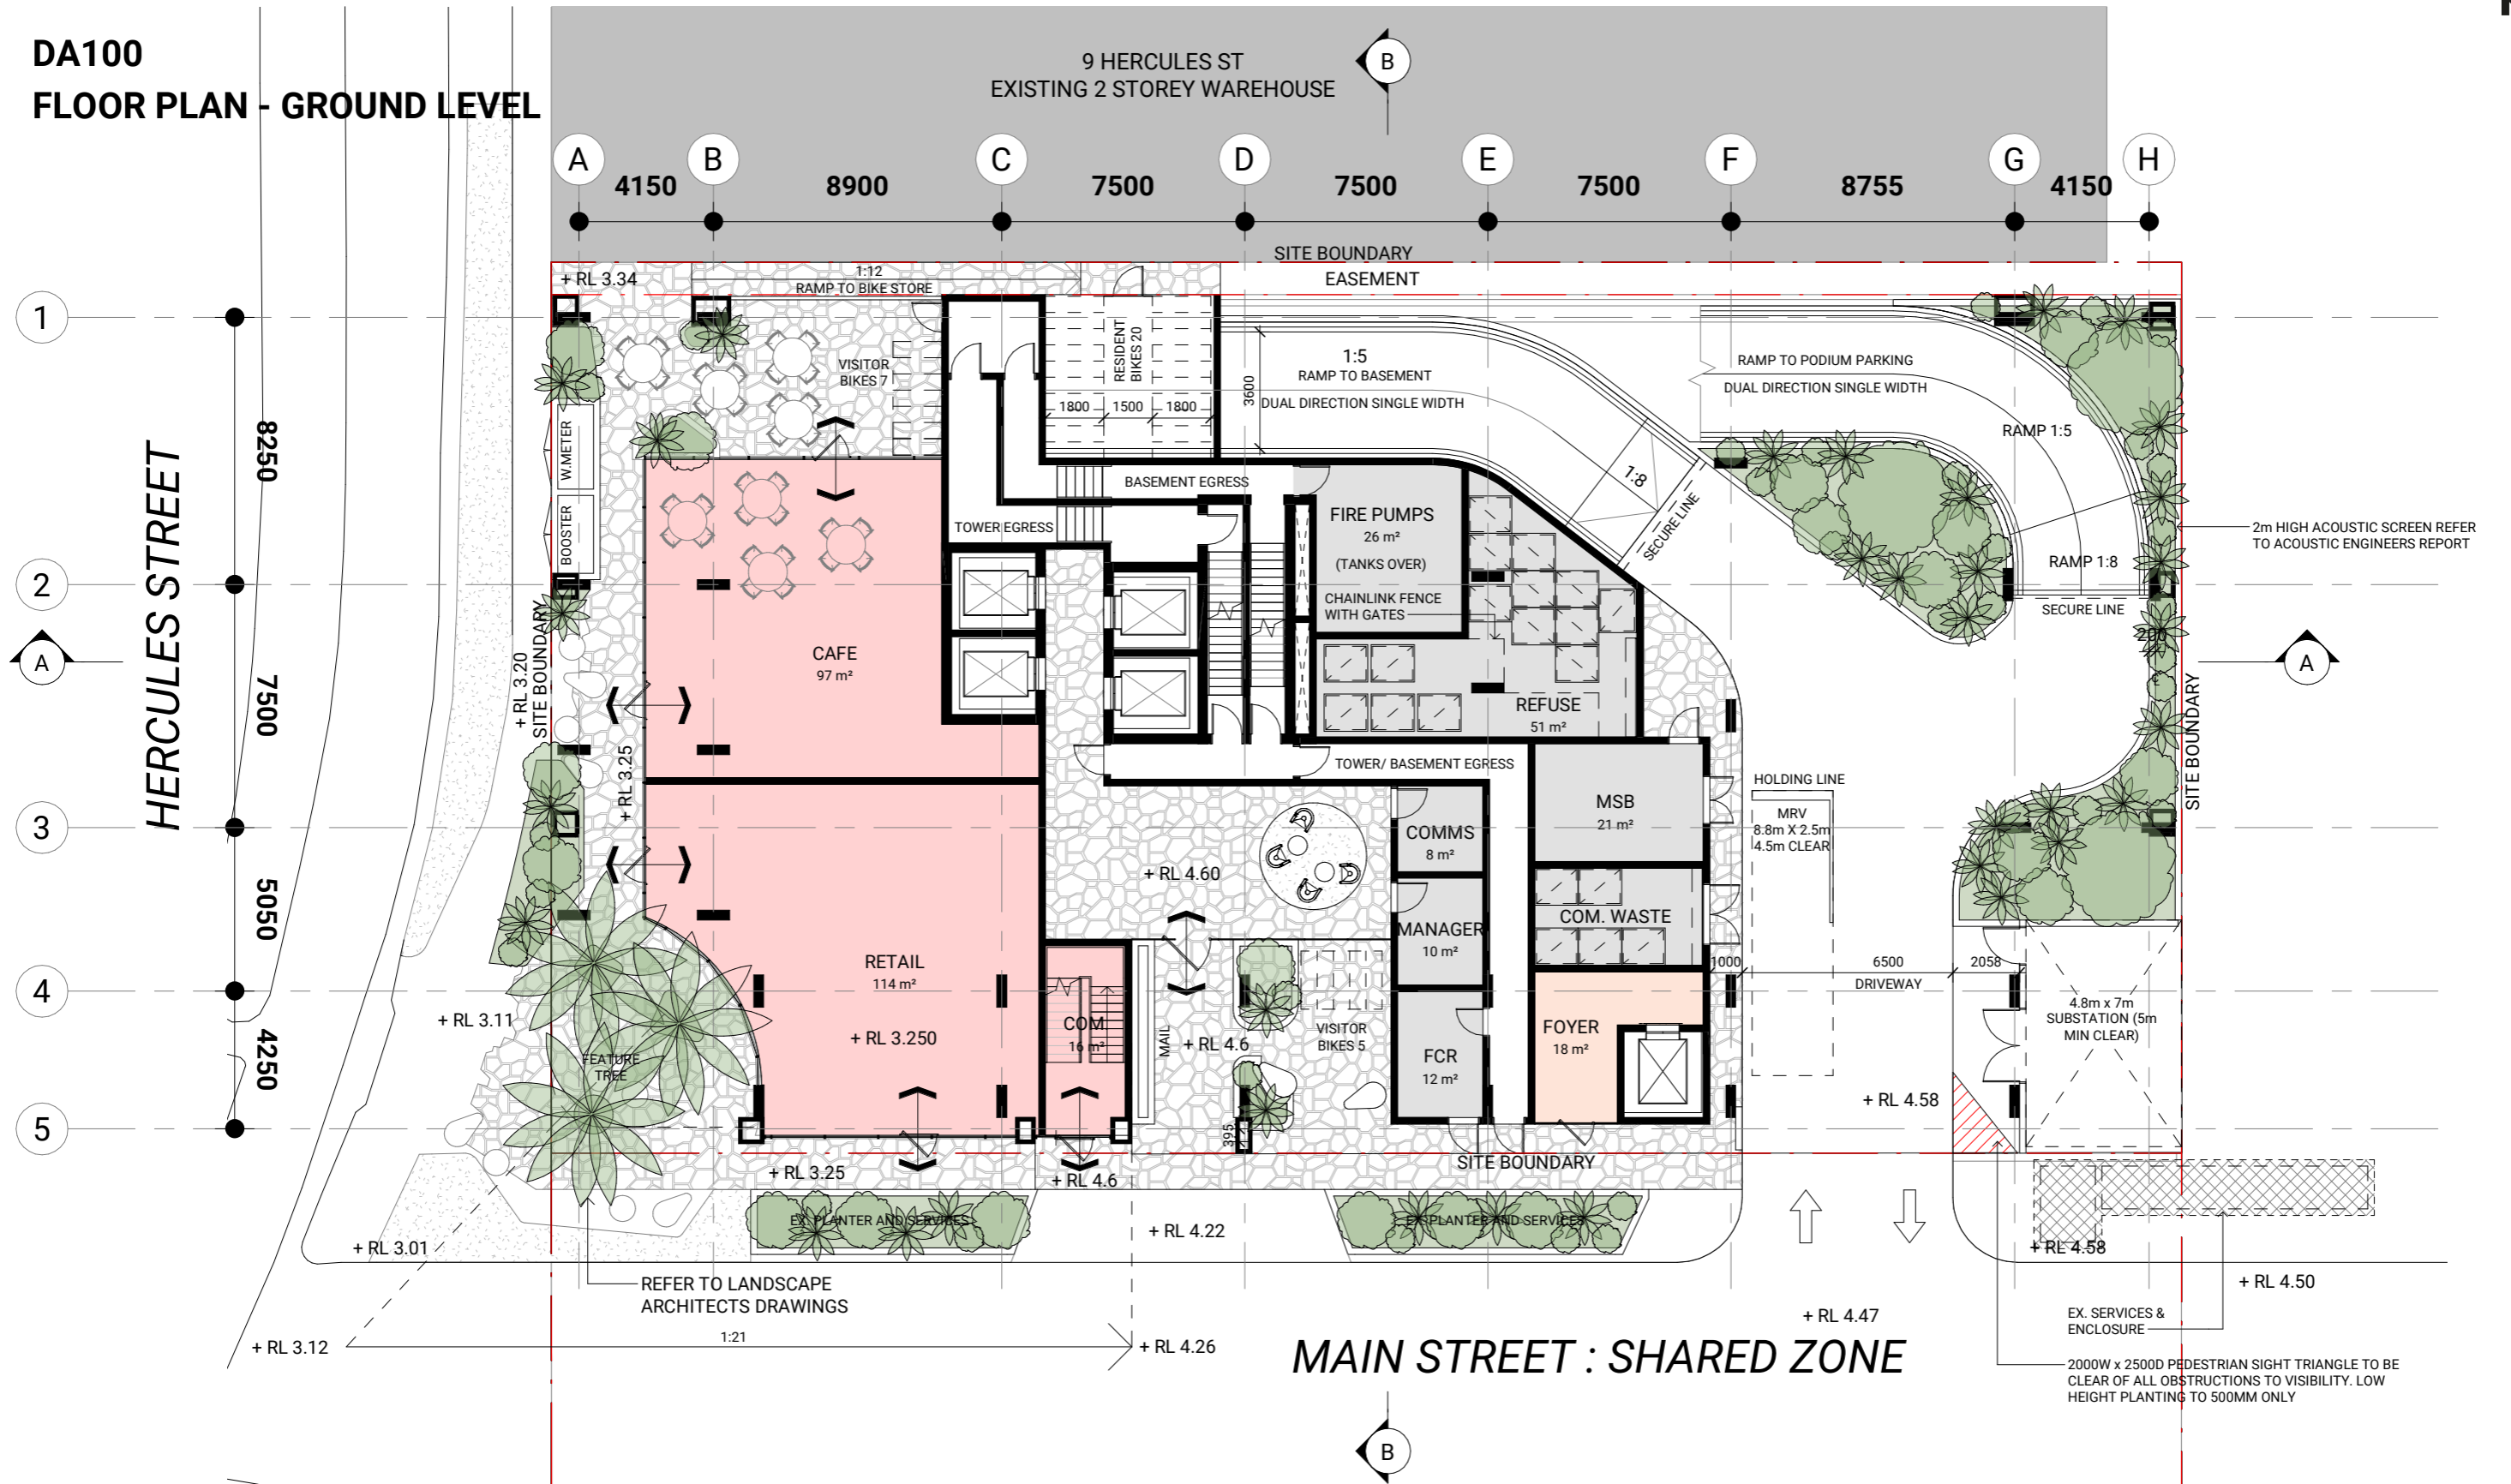 DA100
FLOOR PLAN - GROUND LEVEL
9 HERCULES ST
EXISTING 2 STOREY WAREHOUSE
B
A
B
C
D
E
F
G
H
4150
8900
7500
7500
7500
8755
4150
SITE BOUNDARY
EASEMENT
+ RL 3.34
1:12
RAMP TO BIKE STORE
1
2
3
4
5
8250
7500
5050
4250
HERCULES STREET
A
A
VISITOR
BIKES 7
RESIDENT
BIKES 20
1800
1500
1800
3600
1:5
RAMP TO BASEMENT
DUAL DIRECTION SINGLE WIDTH
1:8
SECURE LINE
RAMP TO PODIUM PARKING
DUAL DIRECTION SINGLE WIDTH
RAMP 1:5
RAMP 1:8
SECURE LINE
200
2m HIGH ACOUSTIC SCREEN REFER
TO ACOUSTIC ENGINEERS REPORT
SITE BOUNDARY
W.METER
BOOSTER
+ RL 3.20
SITE BOUNDARY
+ RL 3.25
BASEMENT EGRESS
TOWER EGRESS
FIRE PUMPS
26 m²
(TANKS OVER)
CHAINLINK FENCE
WITH GATES
CAFE
97 m²
REFUSE
51 m²
TOWER/ BASEMENT EGRESS
MSB
21 m²
HOLDING LINE
MRV
8.8m X 2.5m
4.5m CLEAR
COMMS
8 m²
+ RL 4.60
COM. WASTE
MANAGER
10 m²
RETAIL
114 m²
+ RL 3.250
COM.
16 m²
MAIL
+ RL 4.6
VISITOR
BIKES 5
FCR
12 m²
FOYER
18 m²
1000
6500
DRIVEWAY
2058
4.8m x 7m
SUBSTATION (5m
MIN CLEAR)
+ RL 4.58
+ RL 3.11
FEATURE
TREE
395
SITE BOUNDARY
+ RL 3.25
+ RL 4.6
EX. PLANTER AND SERVICES
EX. PLANTER AND SERVICES
+ RL 4.22
+ RL 3.01
+ RL 4.58
+ RL 4.50
REFER TO LANDSCAPE
ARCHITECTS DRAWINGS
+ RL 3.12
1:21
+ RL 4.26
+ RL 4.47
MAIN STREET : SHARED ZONE
EX. SERVICES &
ENCLOSURE
2000W x 2500D PEDESTRIAN SIGHT TRIANGLE TO BE
CLEAR OF ALL OBSTRUCTIONS TO VISIBILITY. LOW
HEIGHT PLANTING TO 500MM ONLY
B